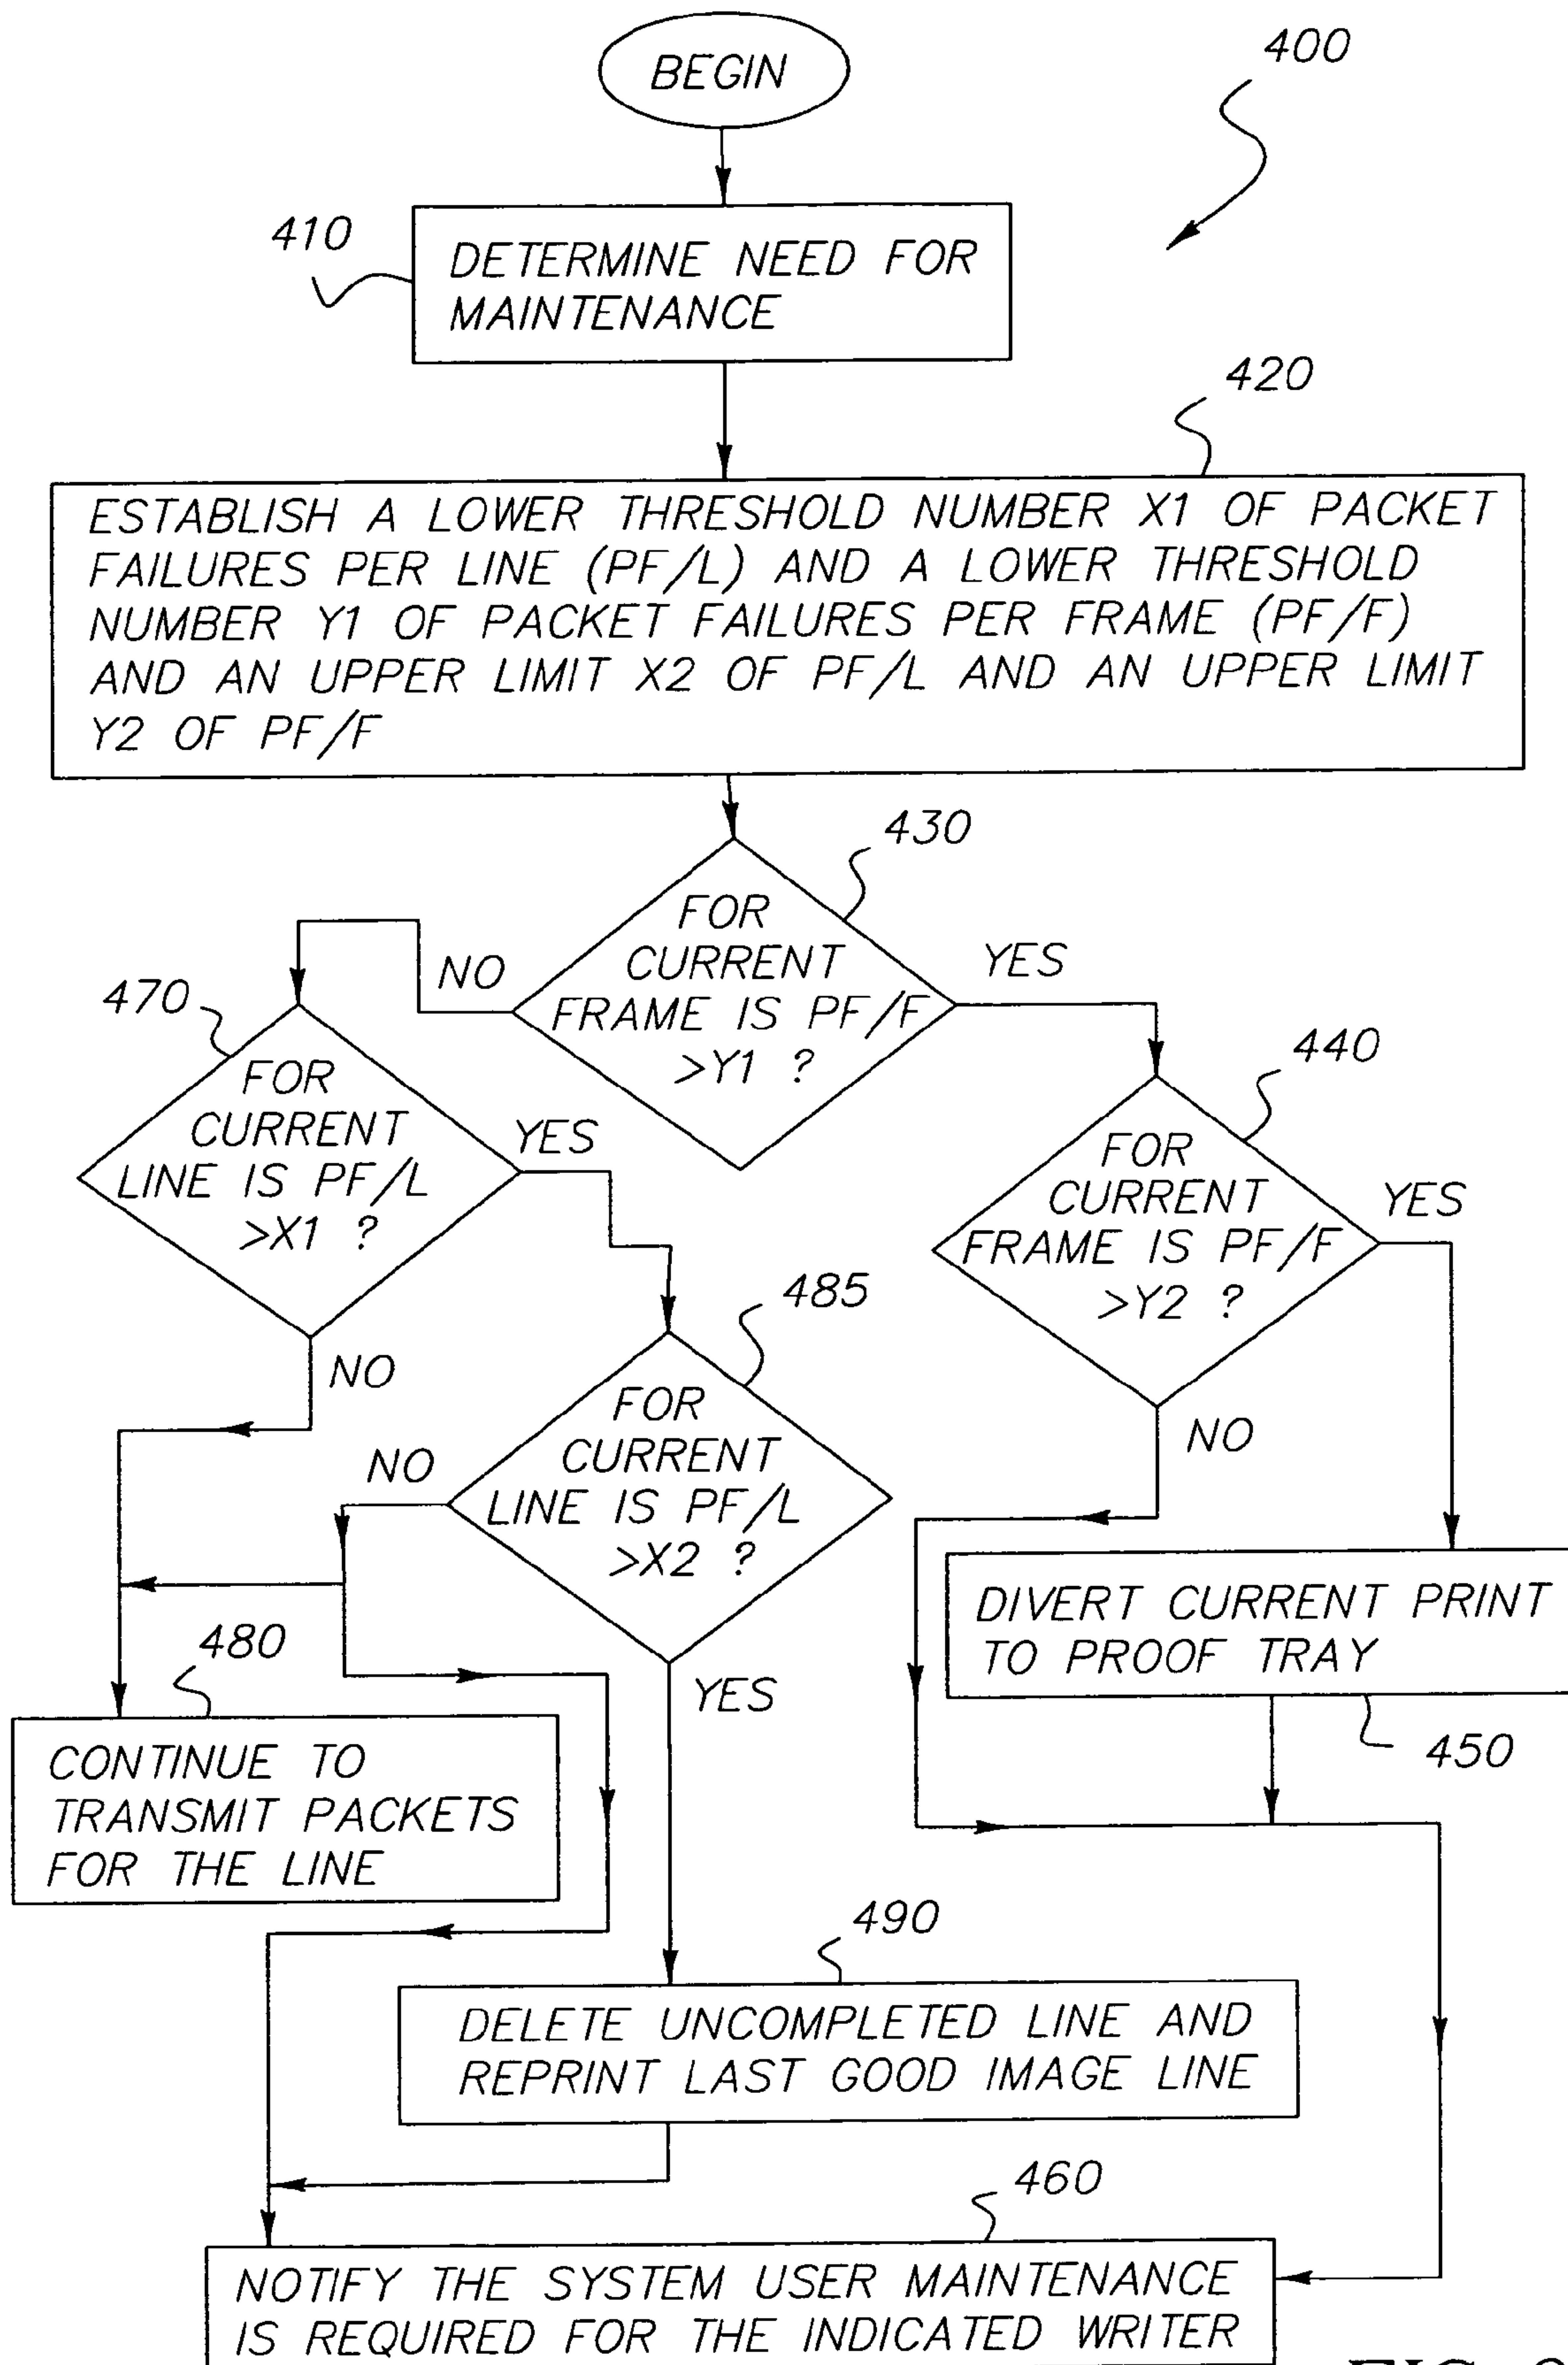 BEGIN
400
410
DETERMINE NEED FOR
MAINTENANCE
420
ESTABLISH A LOWER THRESHOLD NUMBER X1 OF PACKET
FAILURES PER LINE (PF/L) AND A LOWER THRESHOLD
NUMBER Y1 OF PACKET FAILURES PER FRAME (PF/F)
AND AN UPPER LIMIT X2 OF PF/L AND AN UPPER LIMIT
Y2 OF PF/F
430
FOR
CURRENT
FRAME IS PF/F
>Y1 ?
NO
YES
470
FOR
CURRENT
LINE IS PF/L
>X1 ?
YES
NO
440
FOR
CURRENT
FRAME IS PF/F
>Y2 ?
YES
NO
485
FOR
CURRENT
LINE IS PF/L
>X2 ?
NO
YES
DIVERT CURRENT PRINT
TO PROOF TRAY
450
480
CONTINUE TO
TRANSMIT PACKETS
FOR THE LINE
490
DELETE UNCOMPLETED LINE AND
REPRINT LAST GOOD IMAGE LINE
460
NOTIFY THE SYSTEM USER MAINTENANCE
IS REQUIRED FOR THE INDICATED WRITER